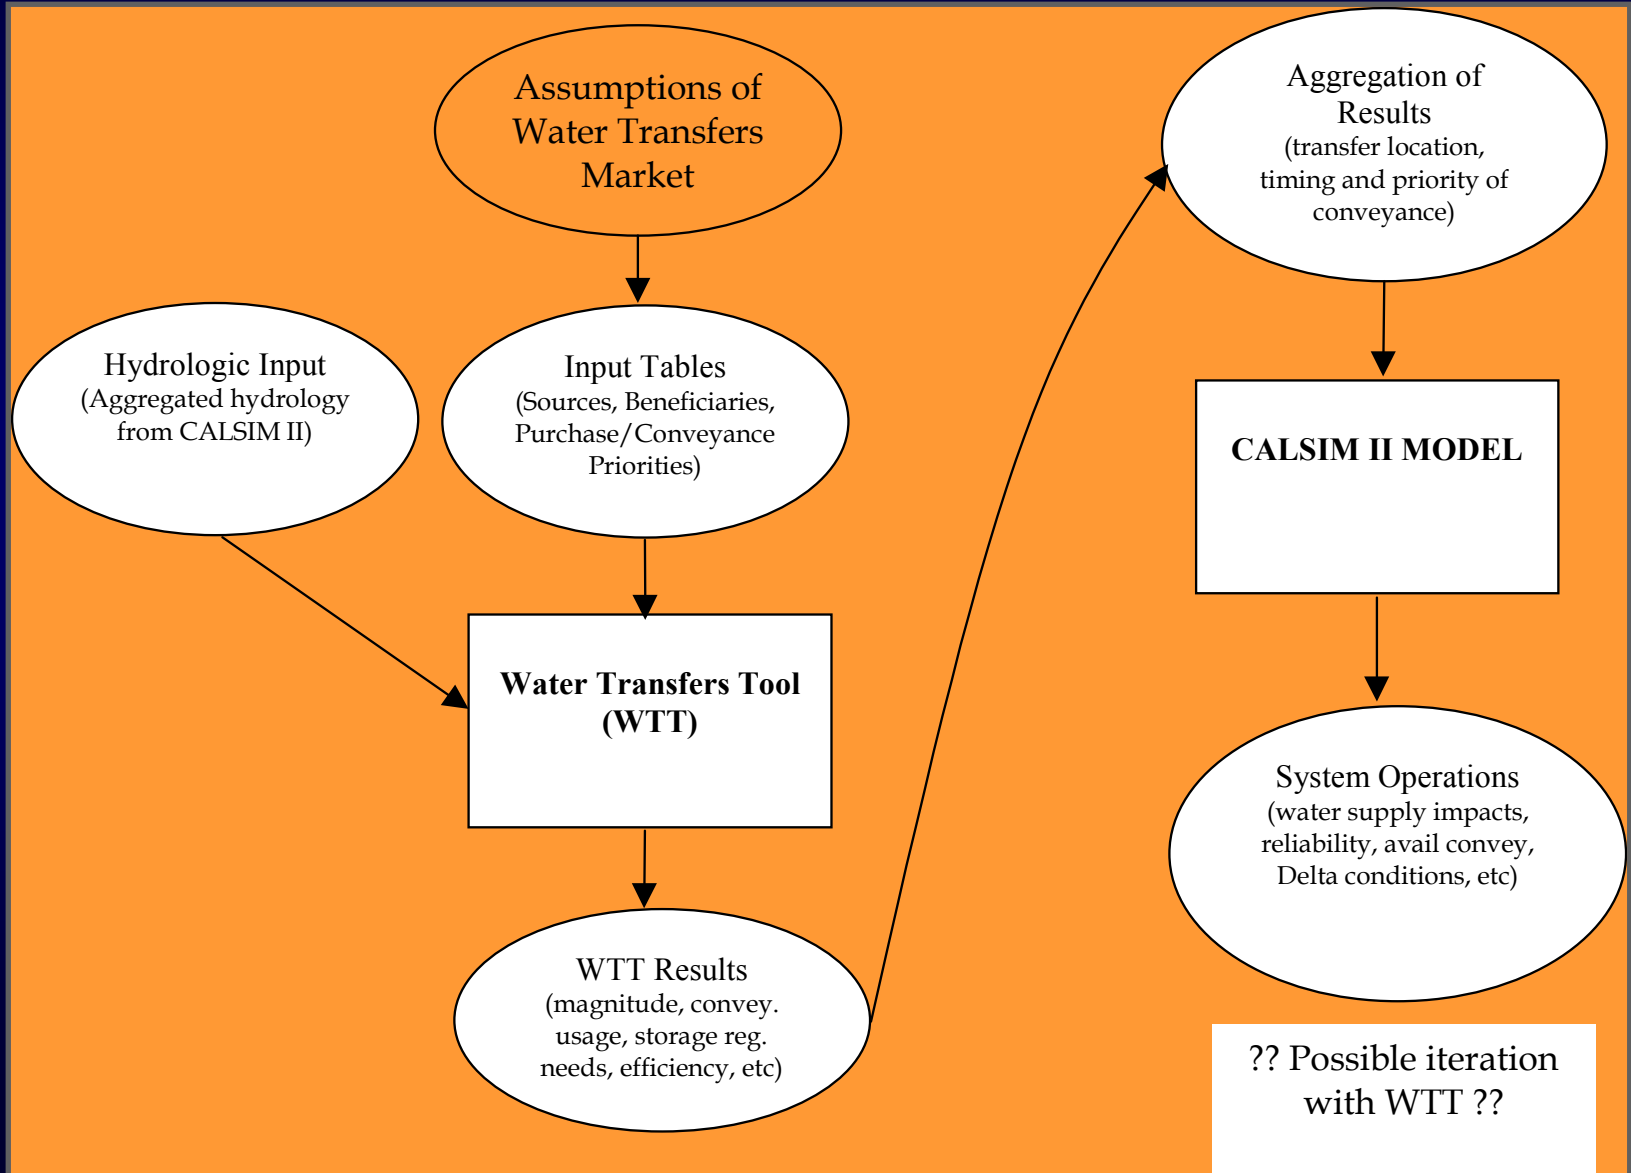 Assumptions of
Water Transfers
Market
Hydrologic Input
(Aggregated hydrology
from CALSIM II)
Input Tables
(Sources, Beneficiaries,
Purchase/Conveyance
Priorities)
Water Transfers Tool
(WTT)
WTT Results
(magnitude, convey.
usage, storage reg.
needs, efficiency, etc)
Aggregation of
Results
(transfer location,
timing and priority of
conveyance)
CALSIM II MODEL
System Operations
(water supply impacts,
reliability, avail convey,
Delta conditions, etc)
?? Possible iteration
with WTT ??